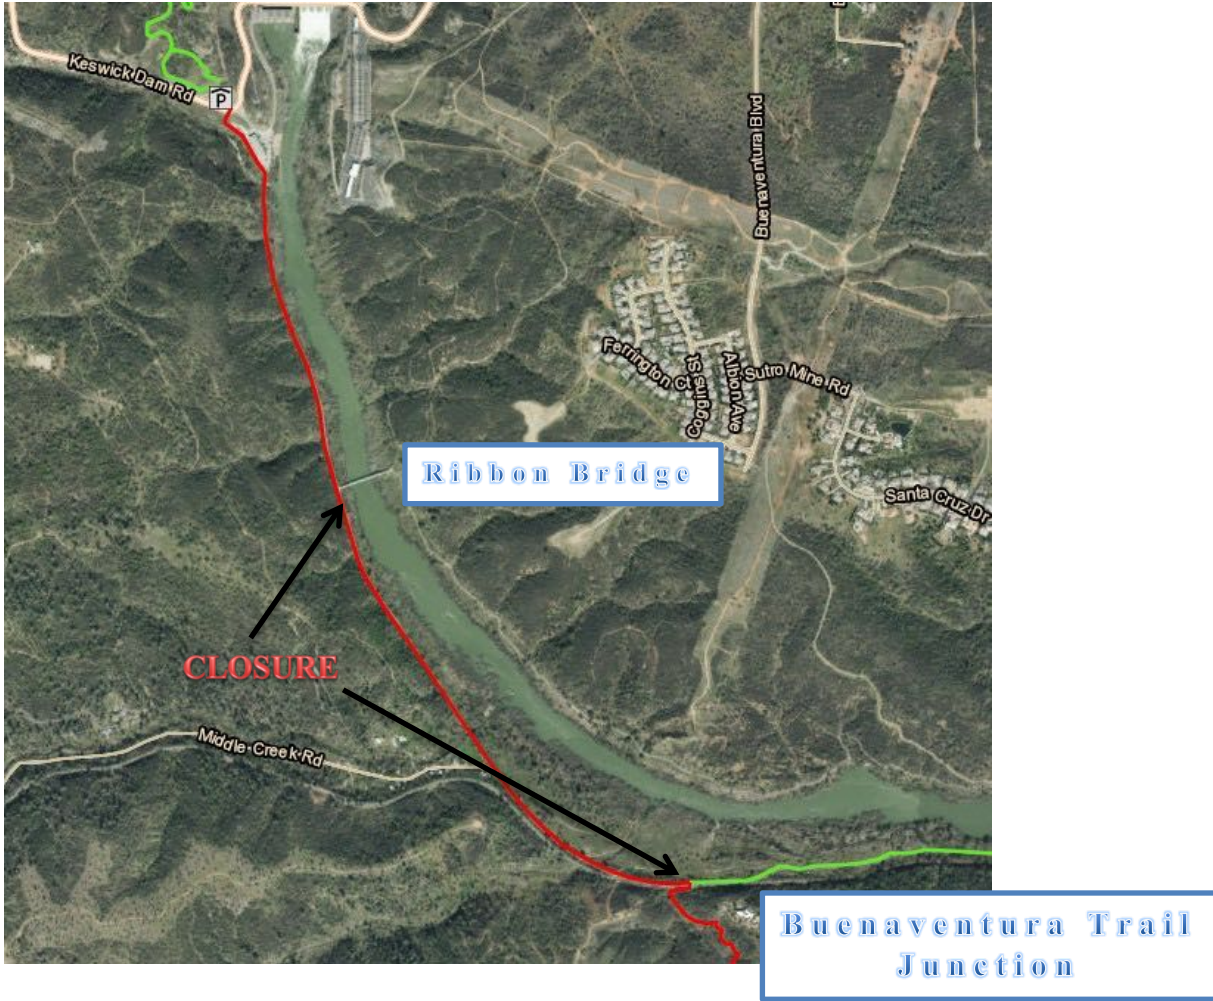 Keswick Dam Rd
P
Buenaventura Blvd
Ferrington Ct
Coggins St
Albion Ave
Sutro Mine Rd
Ribbon Bridge
Santa Cruz Dr
CLOSURE
Middle Creek Rd
Buenaventura Trail
Junction